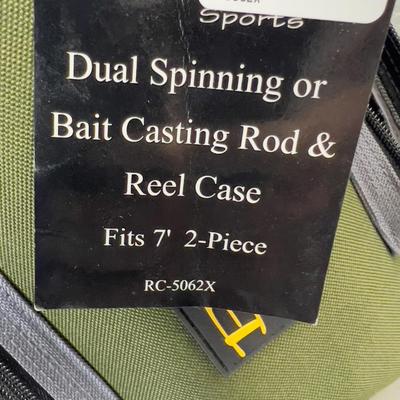 Sports
Dual Spinning or
Bait Casting Rod &
Reel Case
Fits 7' 2-Piece
RC-5062X